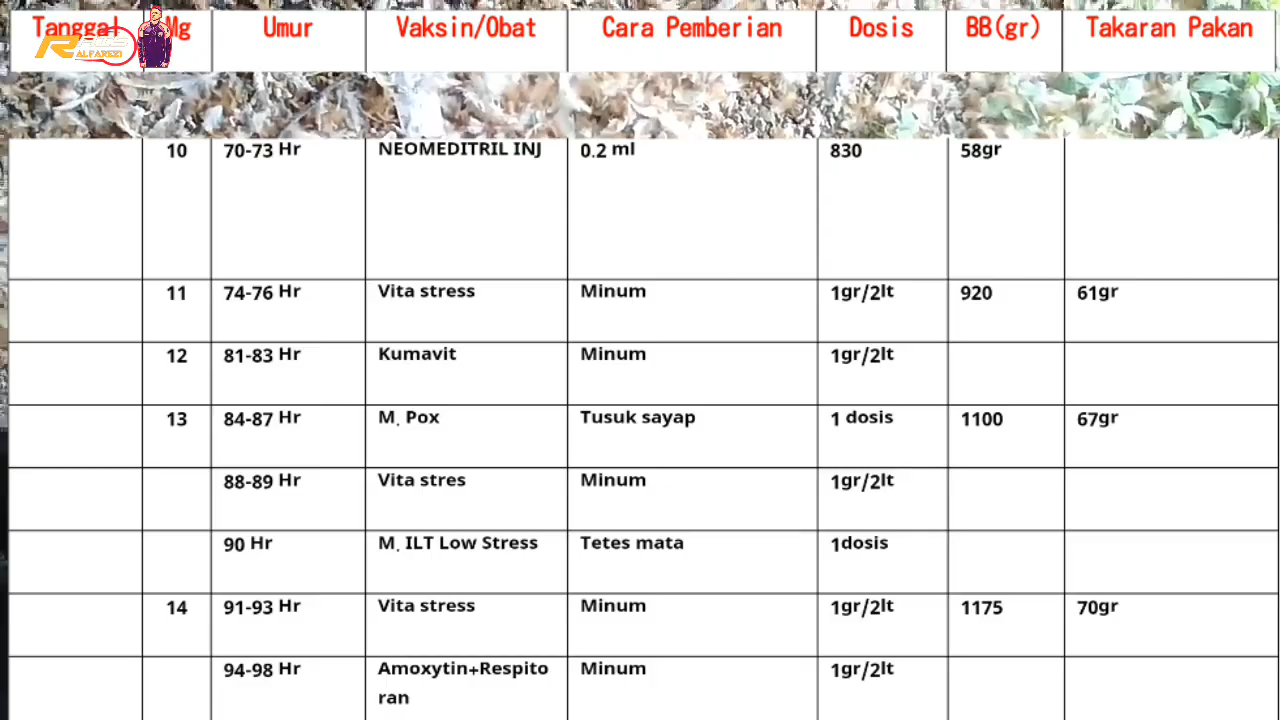 Tanggal Mg Umur Vaksin/Obat Cara Pemberian Dosis BB(gr) Takaran Pakan
ALFAREZI
10 70-73 Hr NEOMEDITRIL INJ 0.2 ml 830 58gr
11 74-76 Hr Vita stress Minum 1gr/2lt 920 61gr
12 81-83 Hr Kumavit Minum 1gr/2lt
13 84-87 Hr M. Pox Tusuk sayap 1 dosis 1100 67gr
88-89 Hr Vita stres Minum 1gr/2lt
90 Hr M. ILT Low Stress Tetes mata 1dosis
14 91-93 Hr Vita stress Minum 1gr/2lt 1175 70gr
94-98 Hr Amoxytin+Respito Minum 1gr/2lt
ran